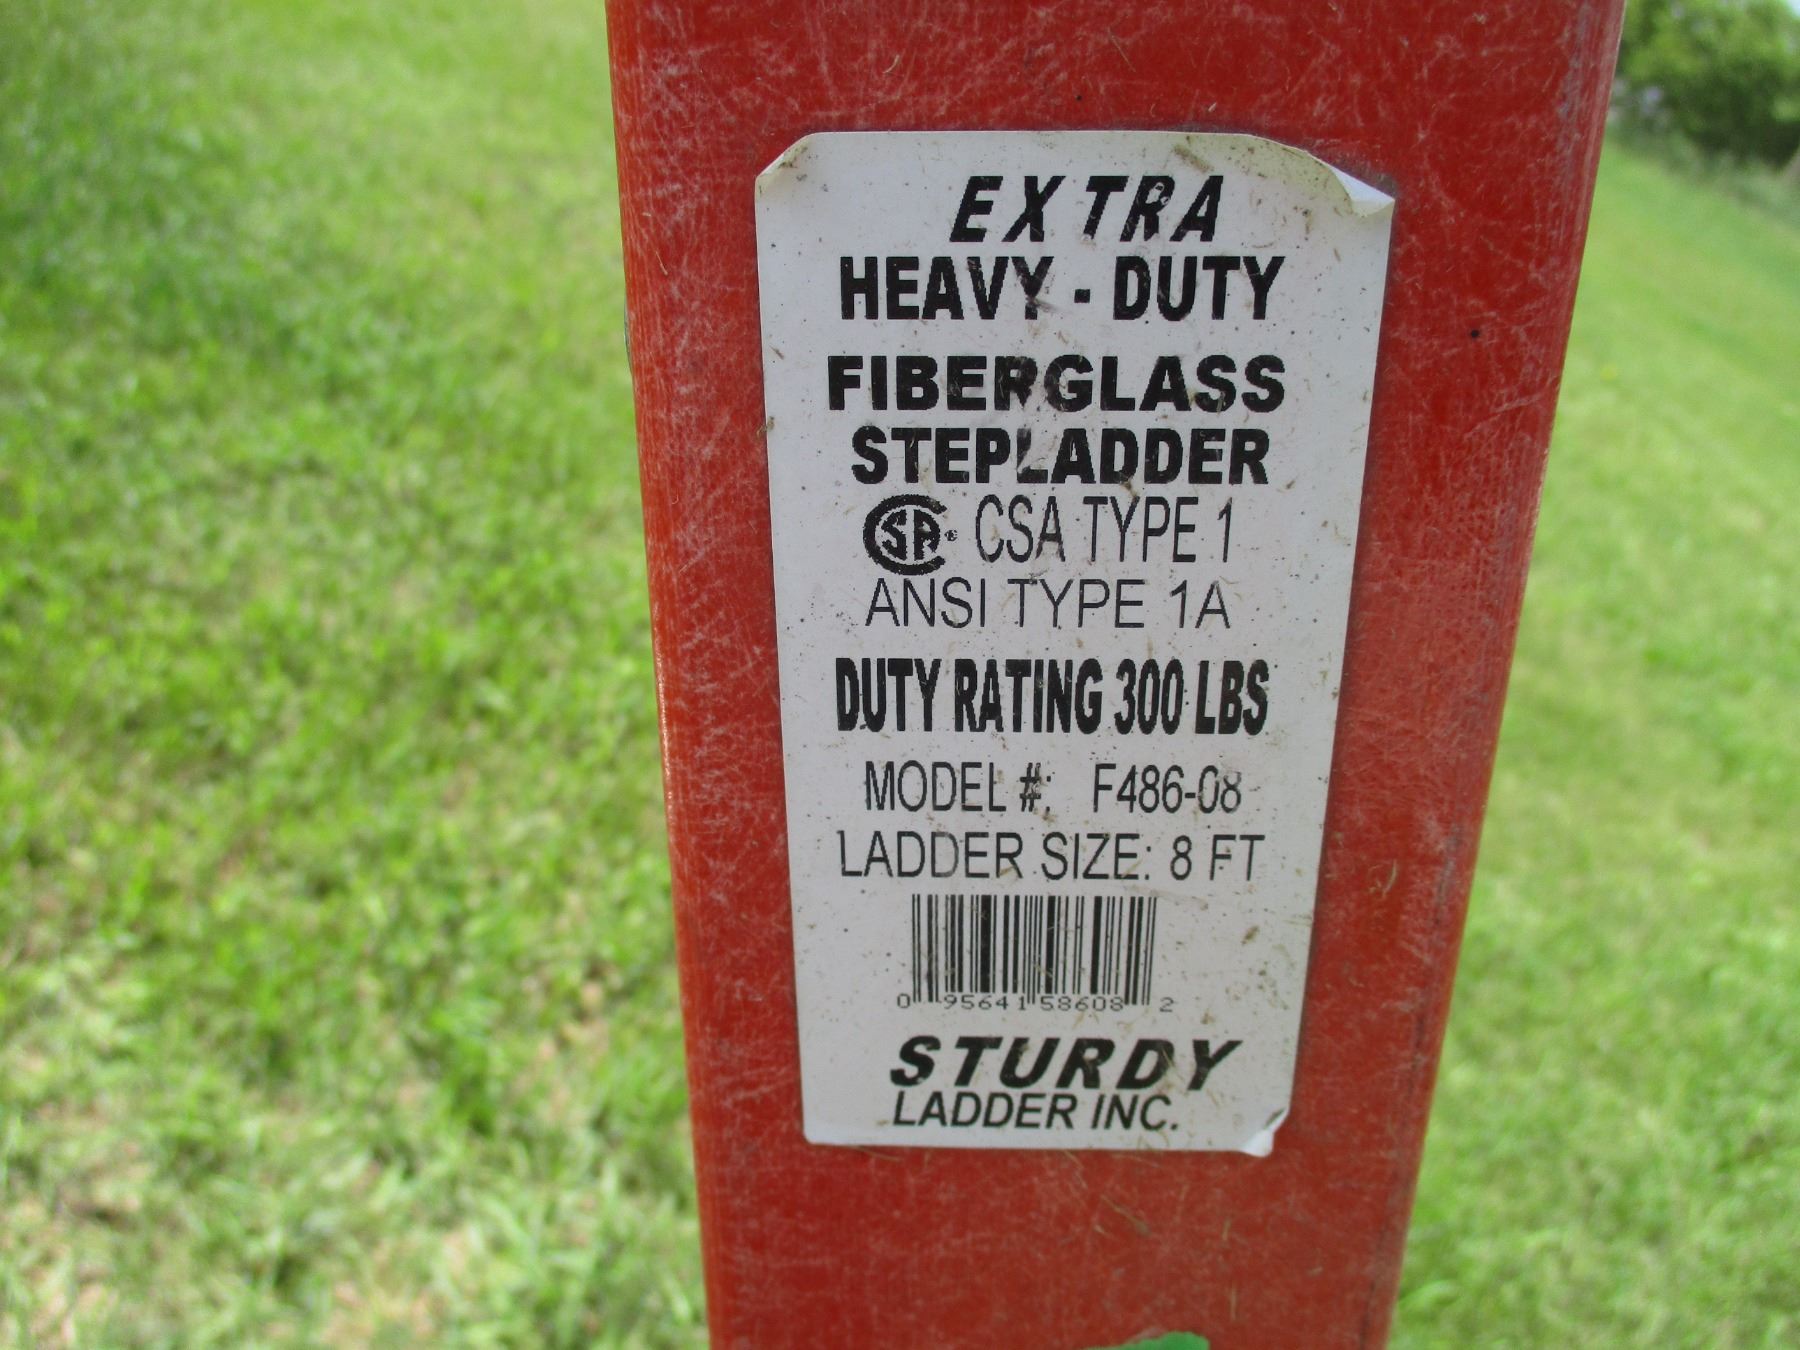 EXTRA
HEAVY - DUTY
FIBERGLASS
STEPLADDER
CSA® CSA TYPE 1
ANSI TYPE 1A
DUTY RATING 300 LBS
MODEL #: F486-08
LADDER SIZE: 8 FT
0 95641 58608 2
STURDY
LADDER INC.